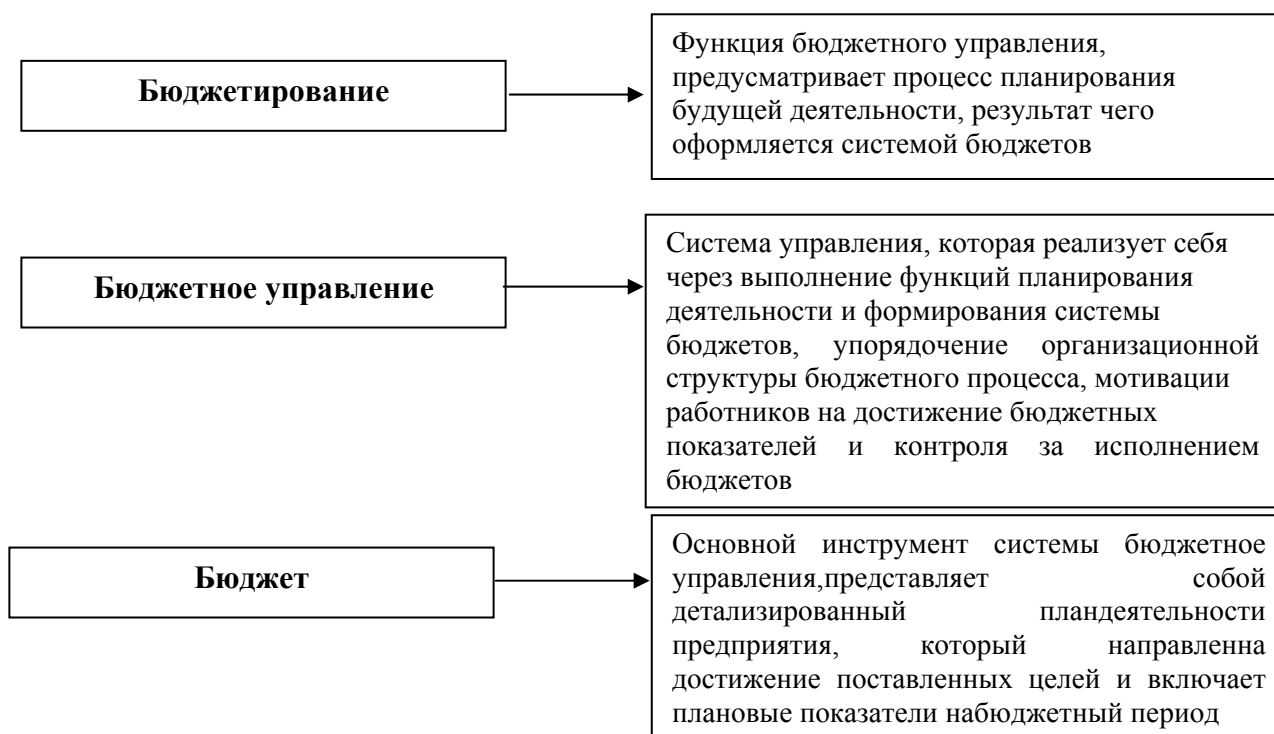 Бюджетирование
Функция бюджетного управления,
предусматривает процесс планирования
будущей деятельности, результат чего
оформляется системой бюджетов
Бюджетное управление
Система управления, которая реализует себя
через выполнение функций планирования
деятельности и формирования системы
бюджетов, упорядочение организационной
структуры бюджетного процесса, мотивации
работников на достижение бюджетных
показателей и контроля за исполнением
бюджетов
Бюджет
Основной инструмент системы бюджетное
управления,представляет собой
детализированный пландеятельности
предприятия, который направленна
достижение поставленных целей и включает
плановые показатели набюджетный период